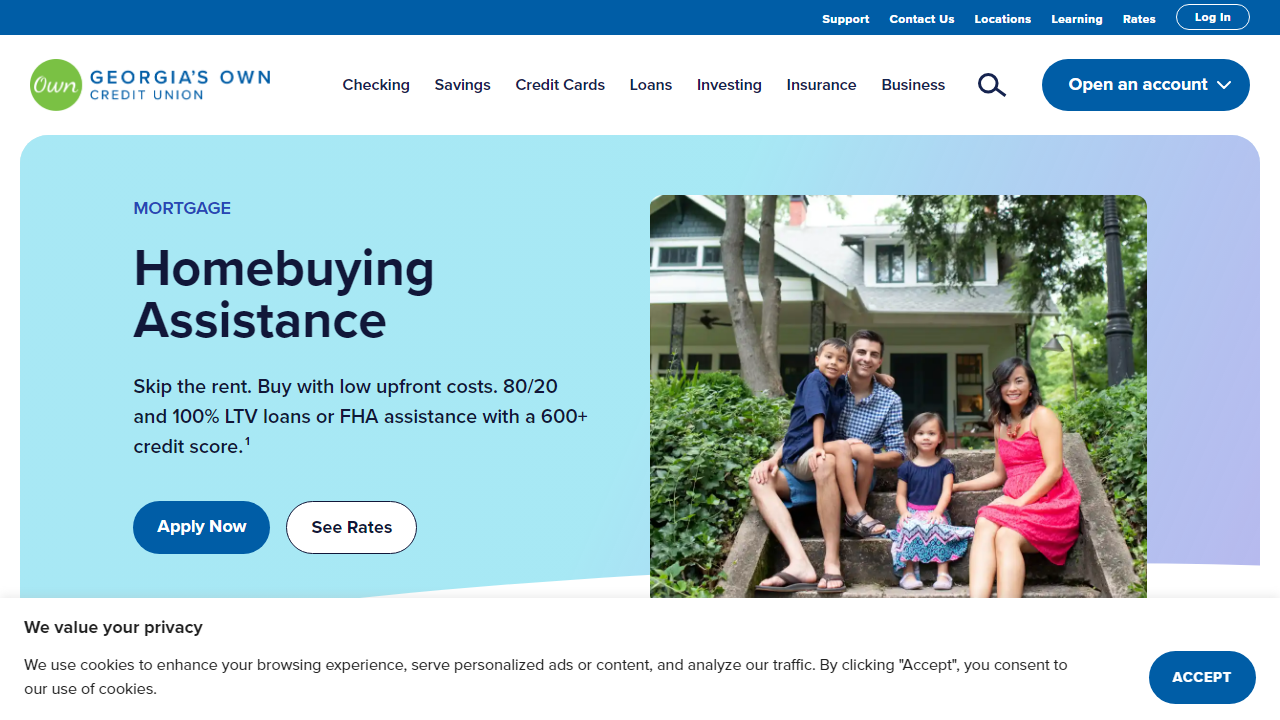 Support Contact Us Locations Learning Rates Log In
Own GEORGIA'S OWN
CREDIT UNION
Checking Savings Credit Cards Loans Investing Insurance Business Open an account
MORTGAGE
Homebuying
Assistance
Skip the rent. Buy with low upfront costs. 80/20
and 100% LTV loans or FHA assistance with a 600+
credit score.¹
Apply Now See Rates
We value your privacy
We use cookies to enhance your browsing experience, serve personalized ads or content, and analyze our traffic. By clicking "Accept", you consent to
our use of cookies.
ACCEPT